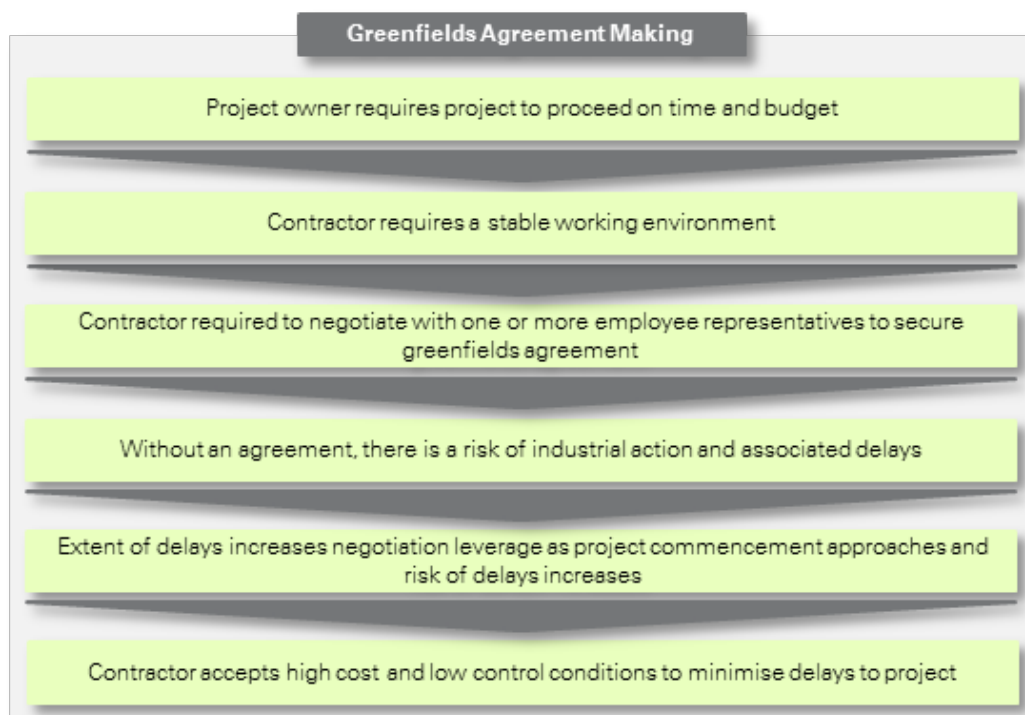 Greenfields Agreement Making
Project owner requires project to proceed on time and budget
Contractor requires a stable working environment
Contractor required to negotiate with one or more employee representatives to secure
greenfields agreement
Without an agreement, there is a risk of industrial action and associated delays
Extent of delays increases negotiation leverage as project commencement approaches and
risk of delays increases
Contractor accepts high cost and low control conditions to minimise delays to project